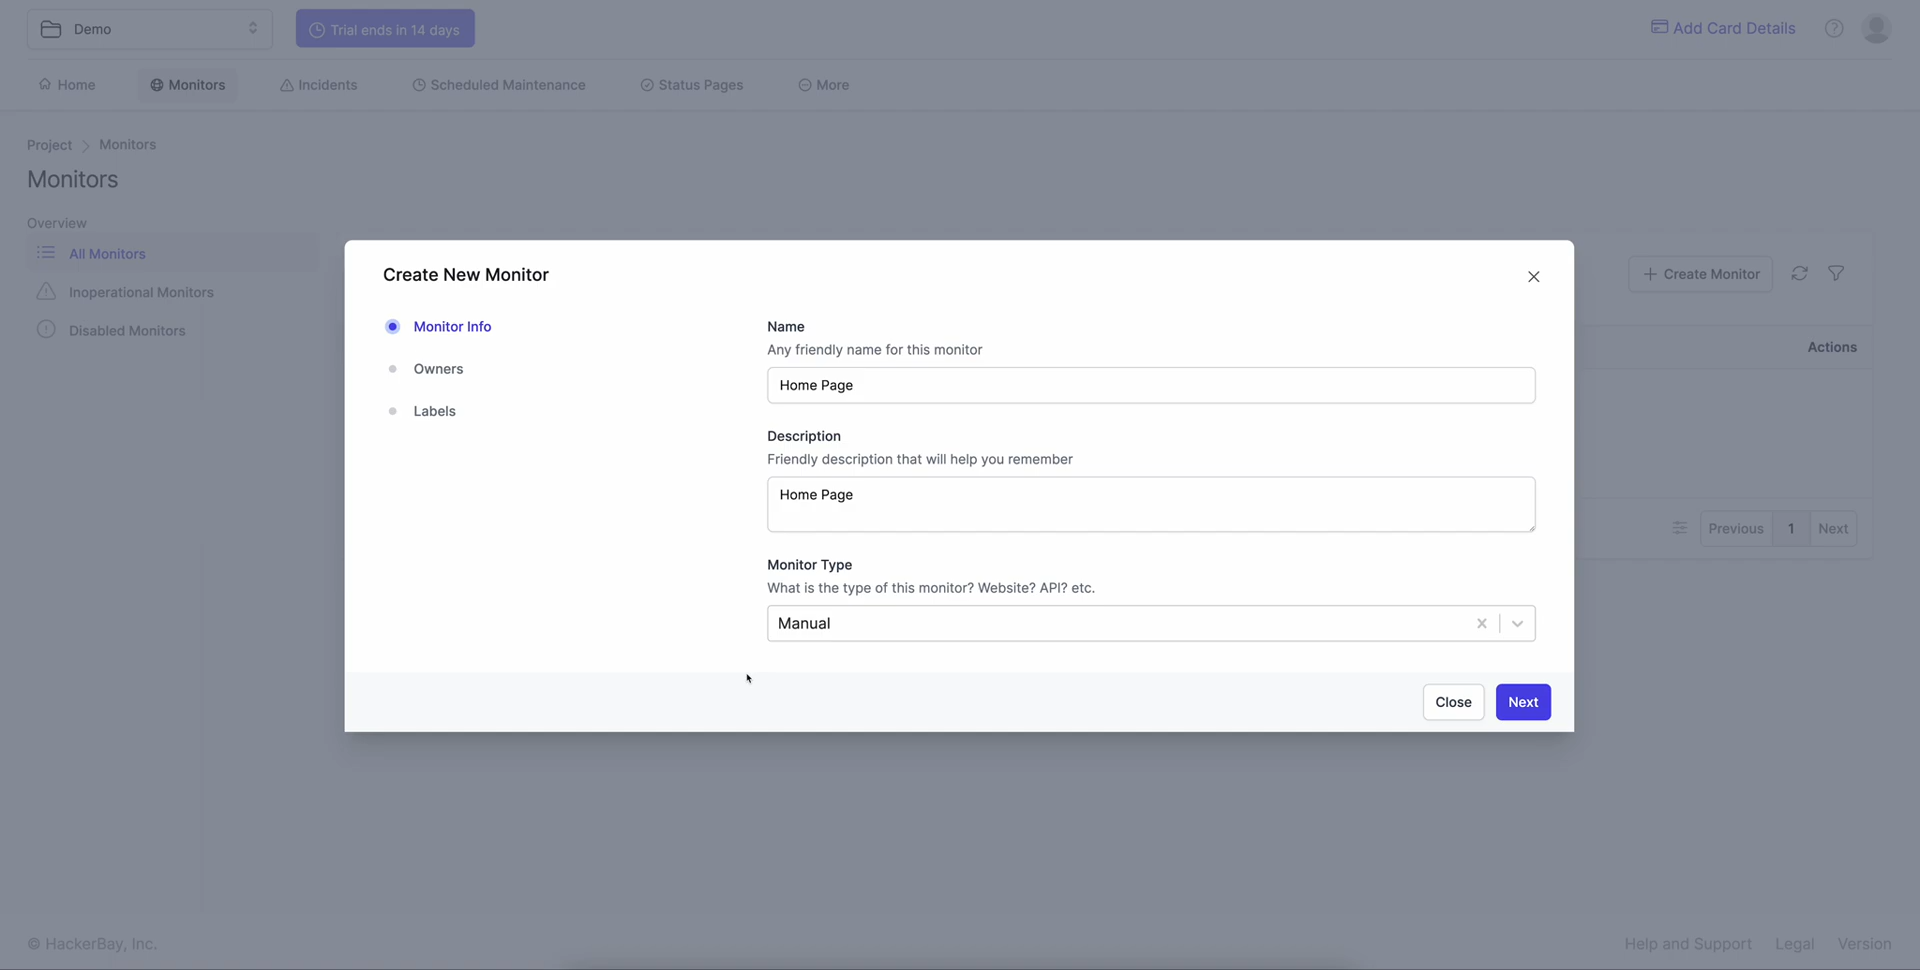 Demo
Trial ends in 14 days
Add Card Details
Home
Monitors
Incidents
Scheduled Maintenance
Status Pages
More
Project
Monitors
Monitors
Overview
All Monitors
Inoperational Monitors
Disabled Monitors
Create Monitor
Actions
Previous
1
Next
Create New Monitor
Monitor Info
Owners
Labels
Name
Any friendly name for this monitor
Home Page
Description
Friendly description that will help you remember
Home Page
Monitor Type
What is the type of this monitor? Website? API? etc.
Manual
Close
Next
© HackerBay, Inc.
Help and Support
Legal
Version